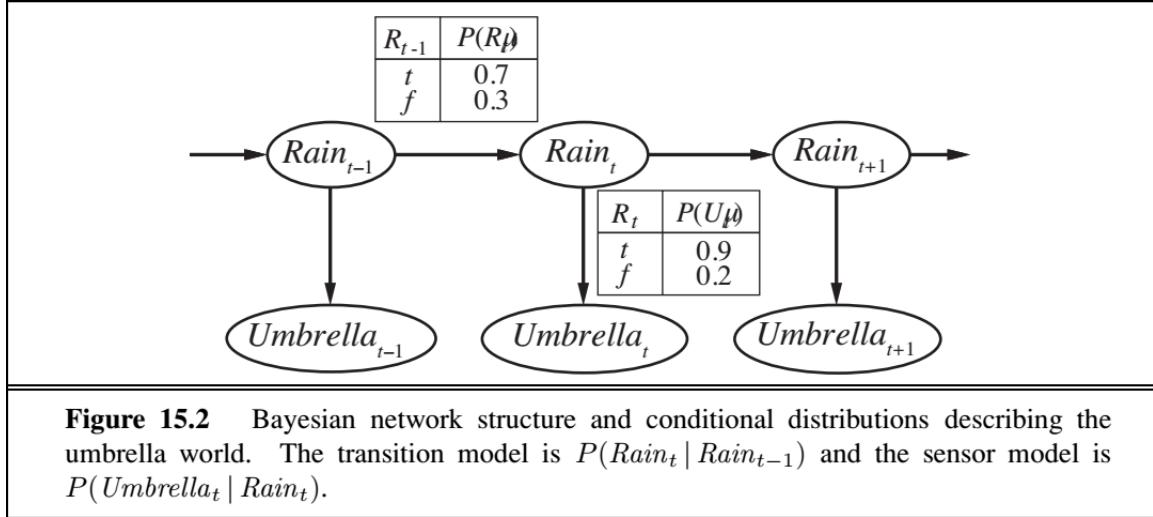 R_{t-1} P(R_t)
t 0.7
f 0.3
Rain_{t–1} Rain_t Rain_{t+1}
R_t P(U_t)
t 0.9
f 0.2
Umbrella_{t–1} Umbrella_t Umbrella_{t+1}
Figure 15.2 Bayesian network structure and conditional distributions describing the
umbrella world. The transition model is P(Rain_t | Rain_{t−1}) and the sensor model is
P(Umbrella_t | Rain_t).